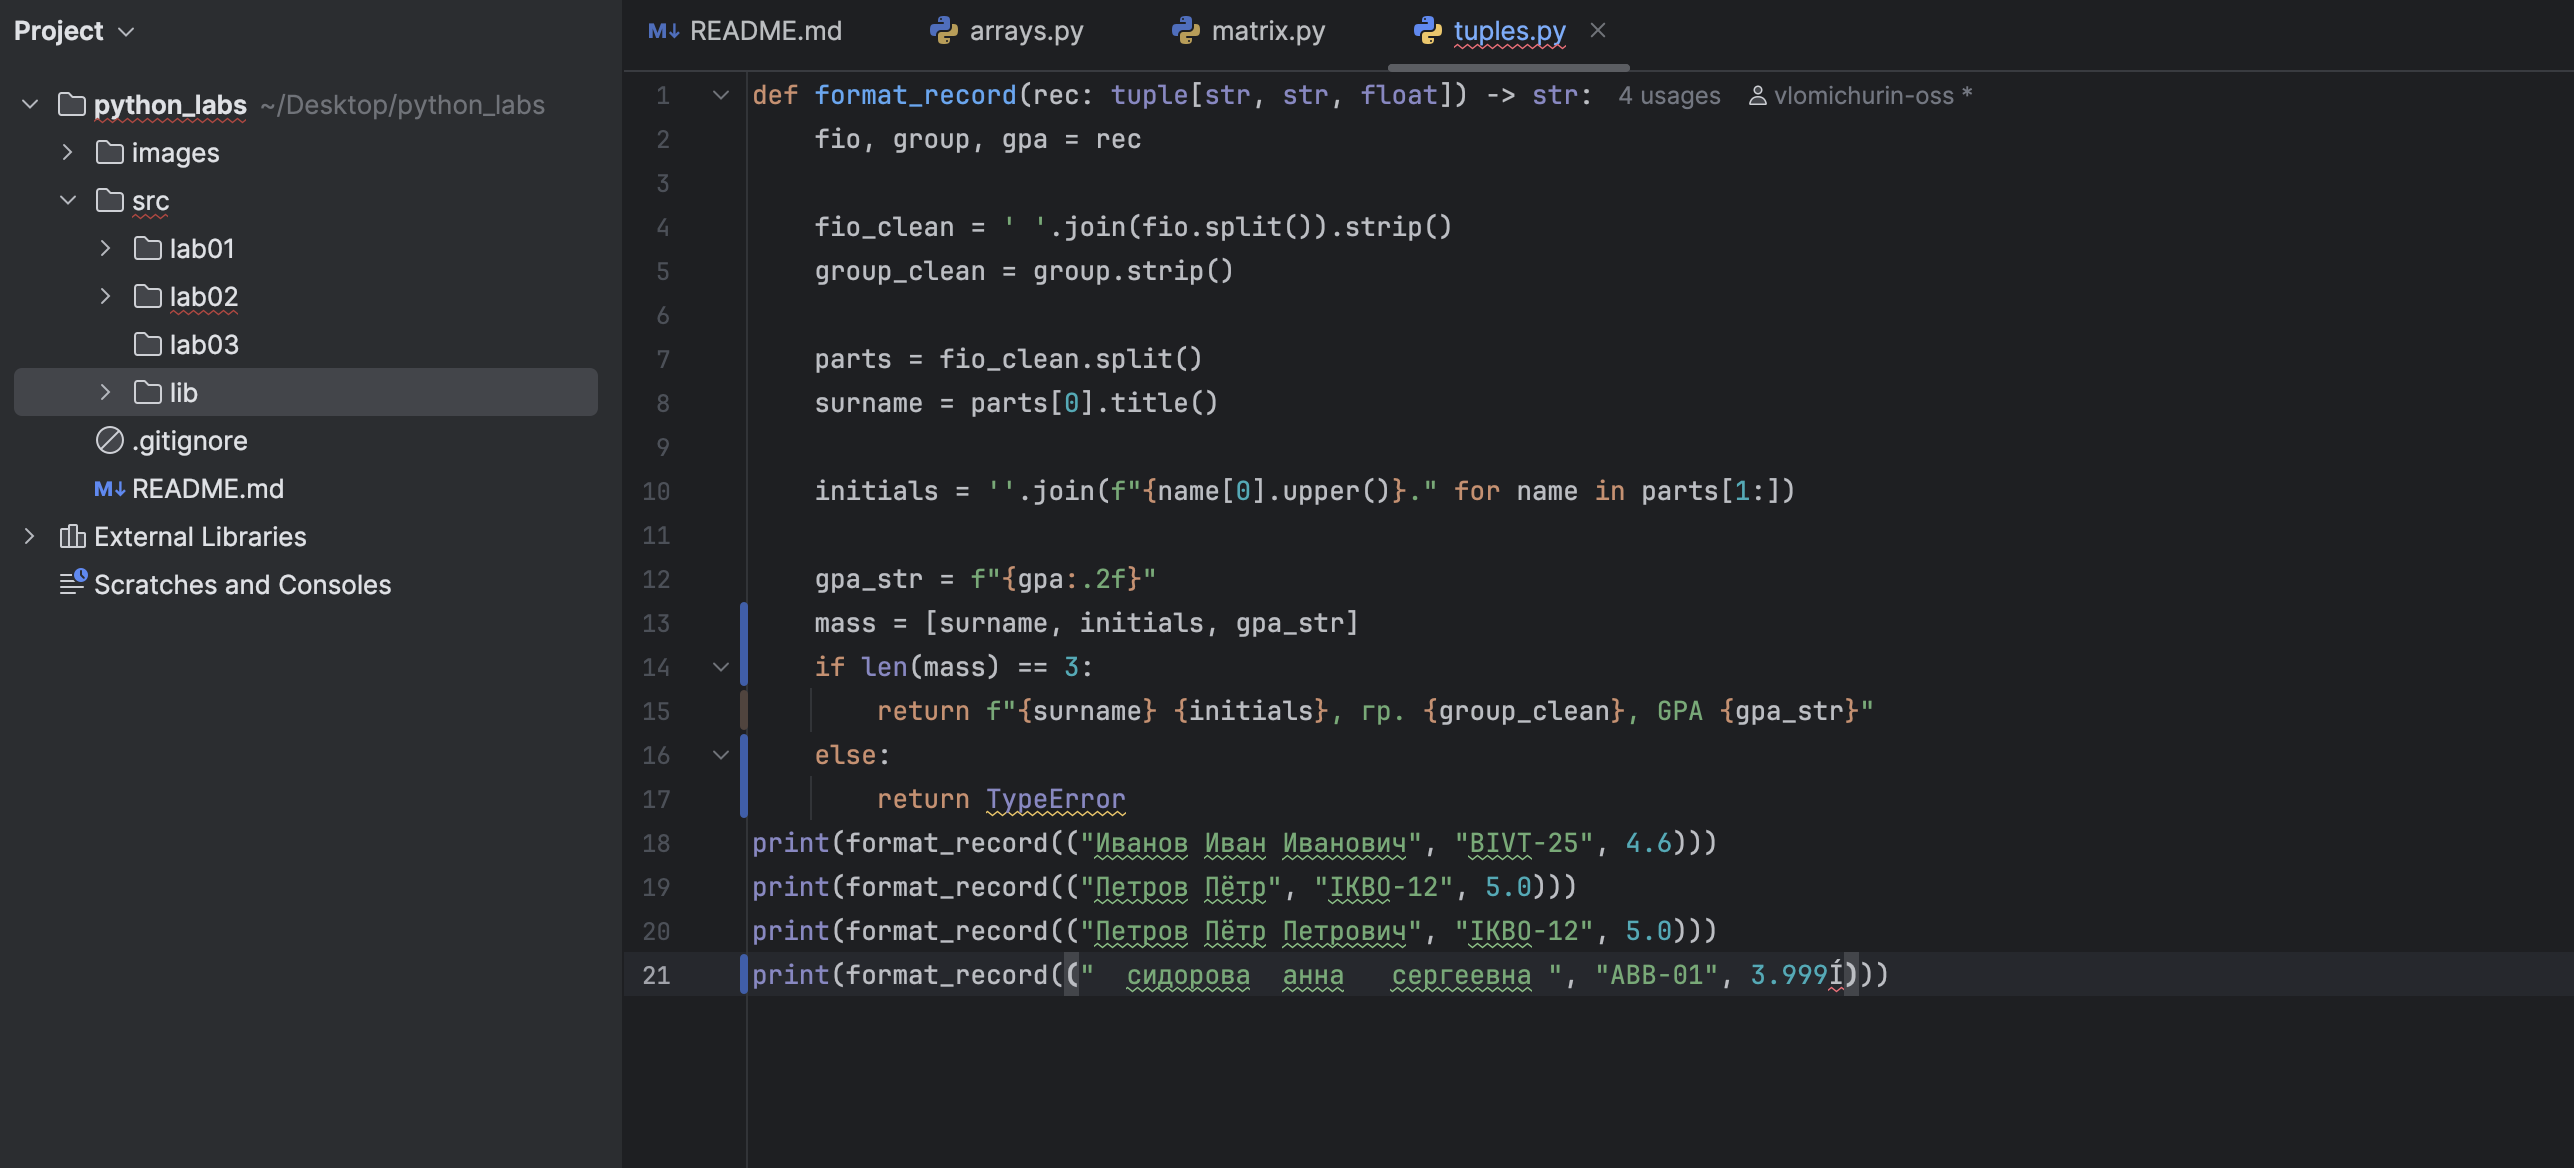 Project
python_labs ~/Desktop/python_labs
images
src
lab01
lab02
lab03
lib
.gitignore
M↓ README.md
External Libraries
Scratches and Consoles
M↓ README.md arrays.py matrix.py tuples.py
1 def format_record(rec: tuple[str, str, float]) -> str: 4 usages vlomichurin-oss *
2 fio, group, gpa = rec
3
4 fio_clean = ' '.join(fio.split()).strip()
5 group_clean = group.strip()
6
7 parts = fio_clean.split()
8 surname = parts[0].title()
9
10 initials = ''.join(f"{name[0].upper()}." for name in parts[1:])
11
12 gpa_str = f"{gpa:.2f}"
13 mass = [surname, initials, gpa_str]
14 if len(mass) == 3:
15 return f"{surname} {initials}, гр. {group_clean}, GPA {gpa_str}"
16 else:
17 return TypeError
18 print(format_record(("Иванов Иван Иванович", "BIVT-25", 4.6)))
19 print(format_record(("Петров Пётр", "IKBO-12", 5.0)))
20 print(format_record(("Петров Пётр Петрович", "IKBO-12", 5.0)))
21 print(format_record(("  сидорова  анна   сергеевна ", "ABB-01", 3.999Í)))